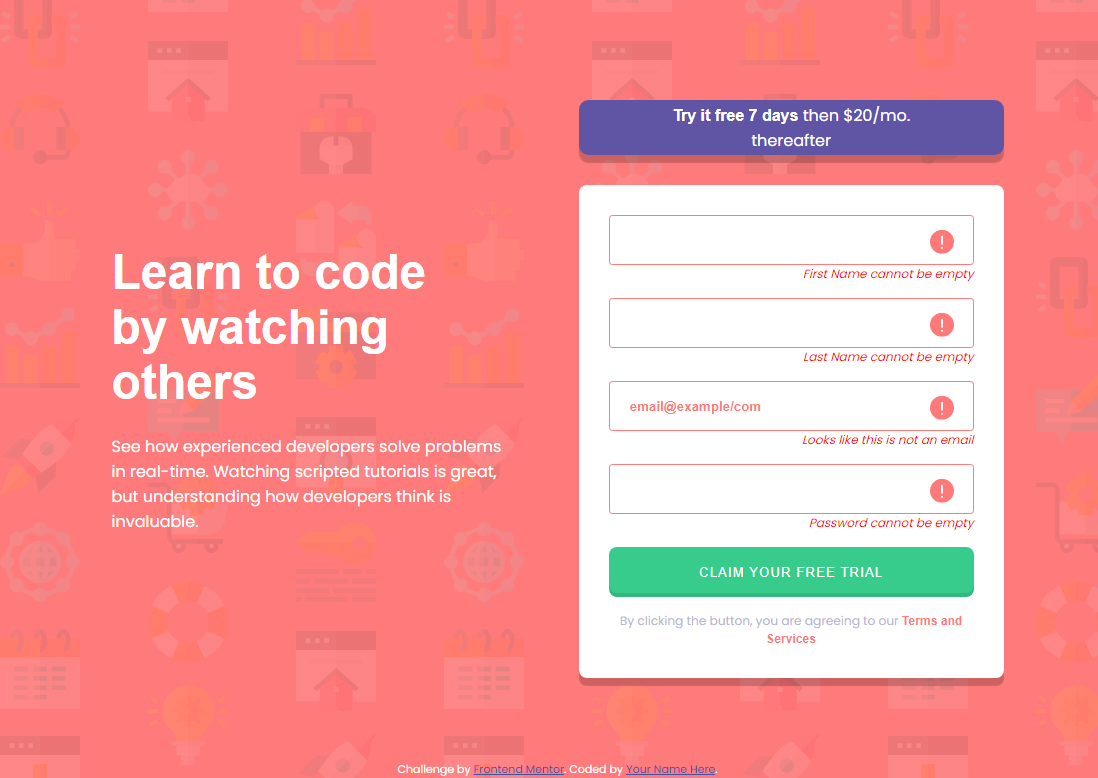 Try it free 7 days then $20/mo.
thereafter
Learn to code
by watching
others
See how experienced developers solve problems
in real-time. Watching scripted tutorials is great,
but understanding how developers think is
invaluable.
First Name cannot be empty
Last Name cannot be empty
email@example/com
Looks like this is not an email
Password cannot be empty
CLAIM YOUR FREE TRIAL
By clicking the button, you are agreeing to our Terms and
Services
Challenge by Frontend Mentor. Coded by Your Name Here.